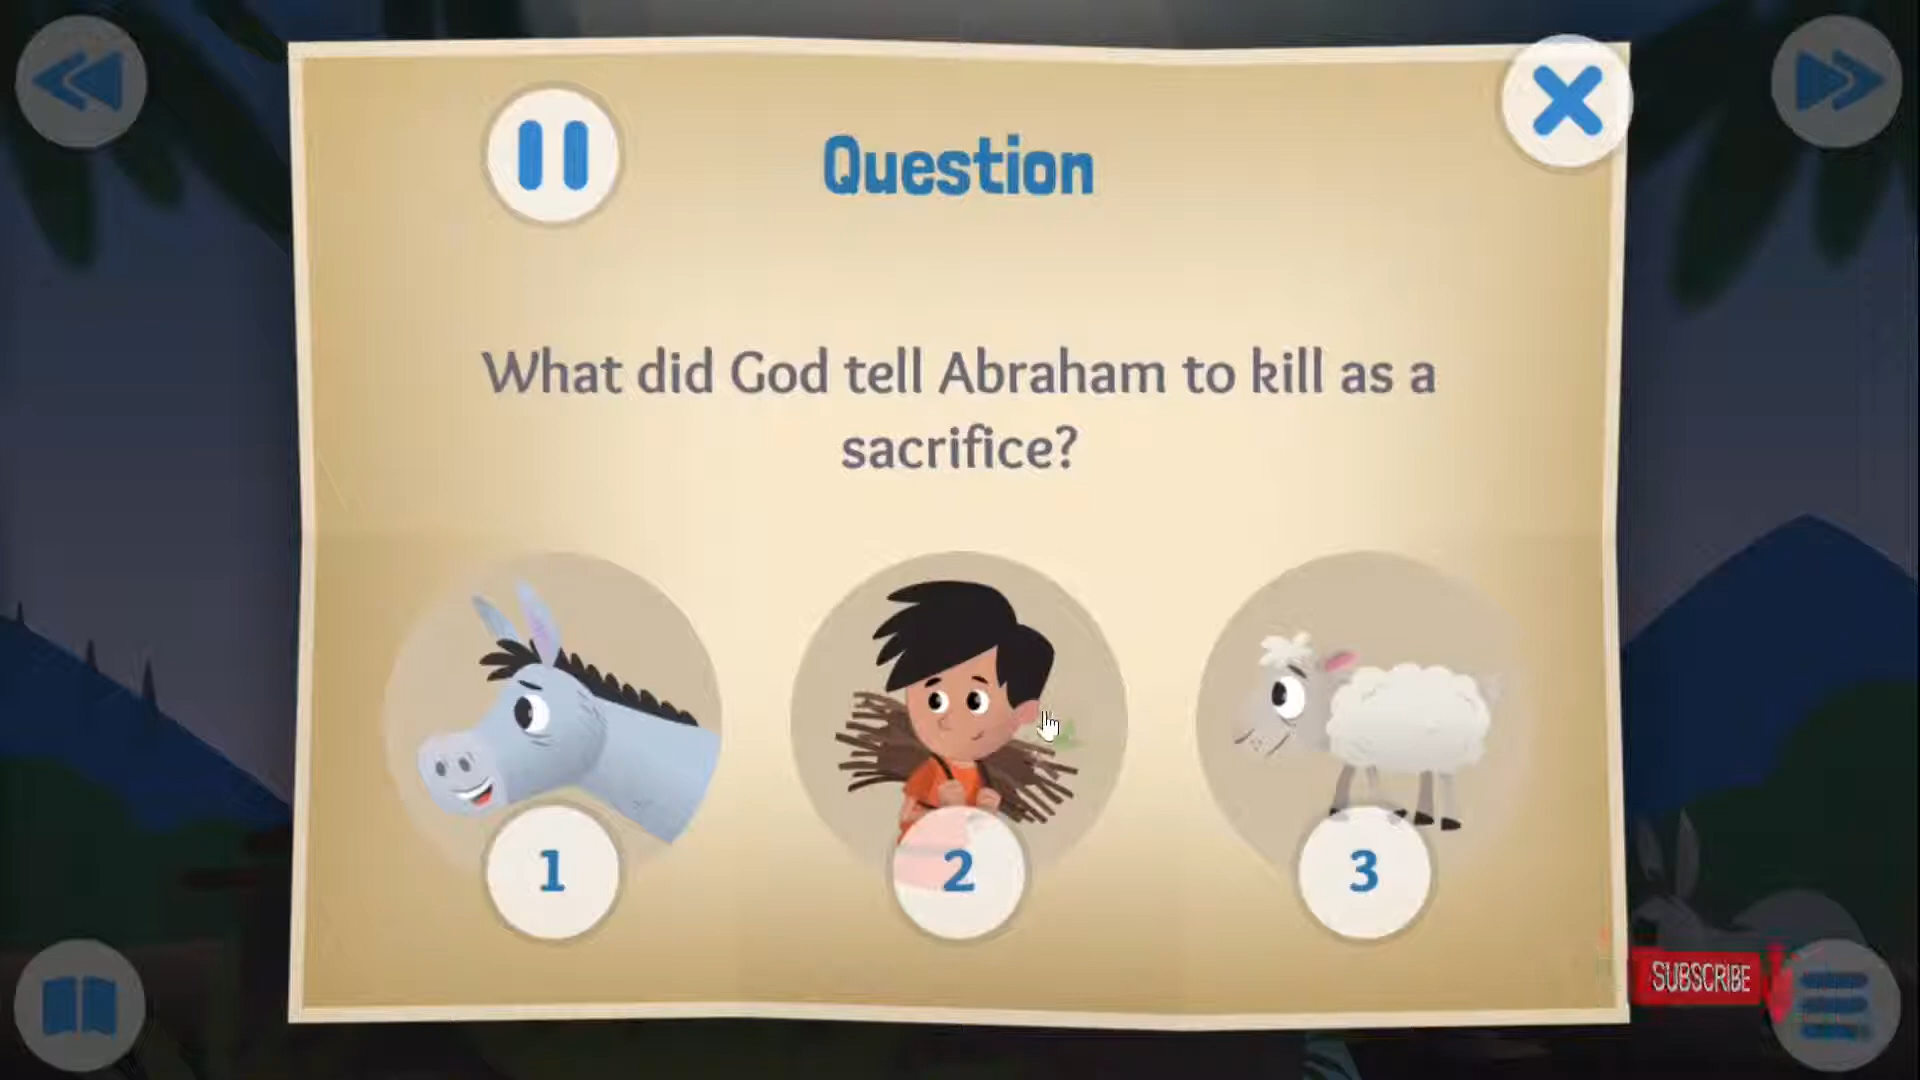 Question
What did God tell Abraham to kill as a
sacrifice?
1
2
3
SUBSCRIBE